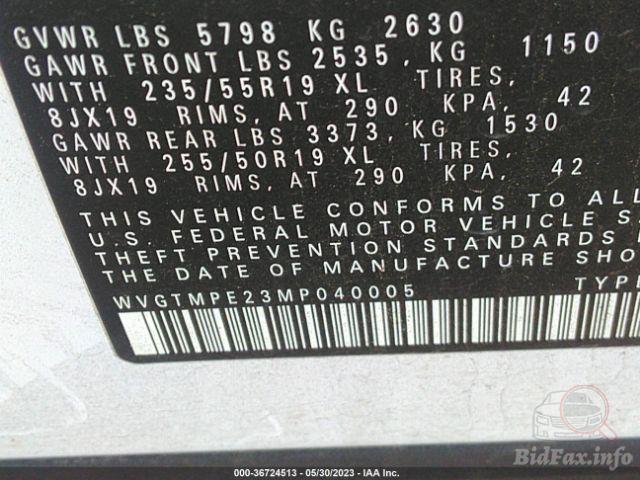 GVWR LBS 5798 KG 2630
GAWR FRONT LBS 2535, KG 1150
WITH 235/55R19 XL TIRES,
8JX19 RIMS, AT 290 KPA, 42
GAWR REAR LBS 3373, KG 1530
WITH 255/50R19 XL TIRES,
8JX19 RIMS, AT 290 KPA, 42
THIS VEHICLE CONFORMS TO ALL
U.S. FEDERAL MOTOR VEHICLE S
THEFT PREVENTION STANDARDS
THE DATE OF MANUFACTURE SHO
WVGTMPE23MP040005 TYPE
BidFax.info
000-36724513 — 05/30/2023 — IAA Inc.